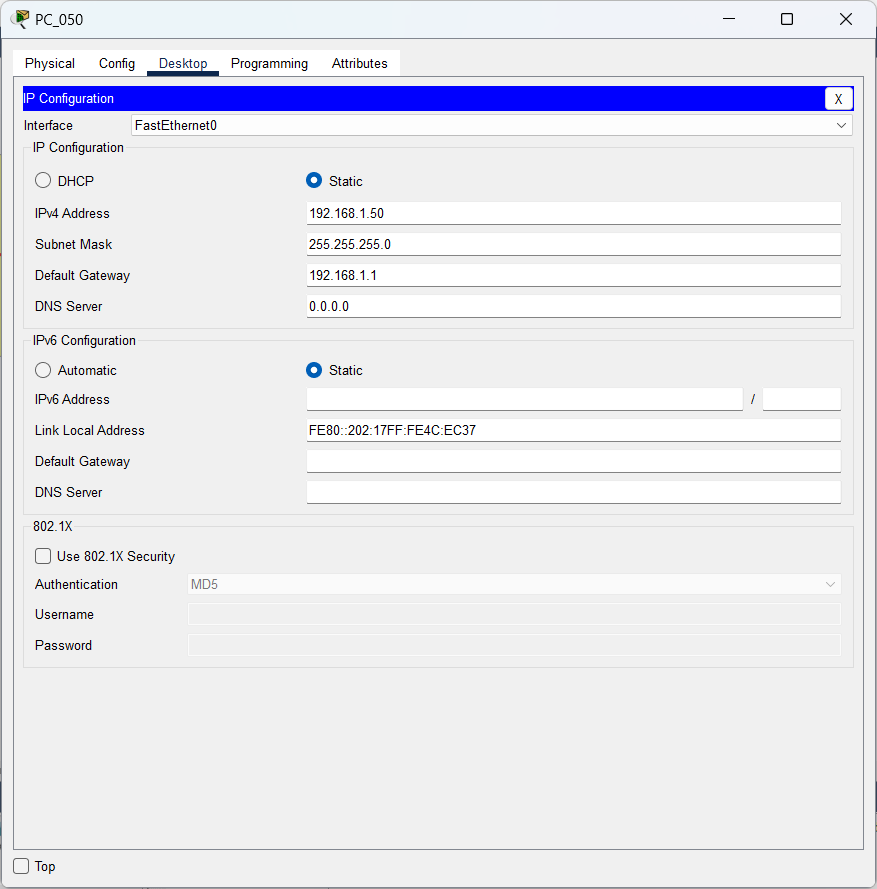 PC_050
Physical Config Desktop Programming Attributes
IP Configuration X
Interface FastEthernet0
IP Configuration
DHCP Static
IPv4 Address 192.168.1.50
Subnet Mask 255.255.255.0
Default Gateway 192.168.1.1
DNS Server 0.0.0.0
IPv6 Configuration
Automatic Static
IPv6 Address /
Link Local Address FE80::202:17FF:FE4C:EC37
Default Gateway
DNS Server
802.1X
Use 802.1X Security
Authentication MD5
Username
Password
Top